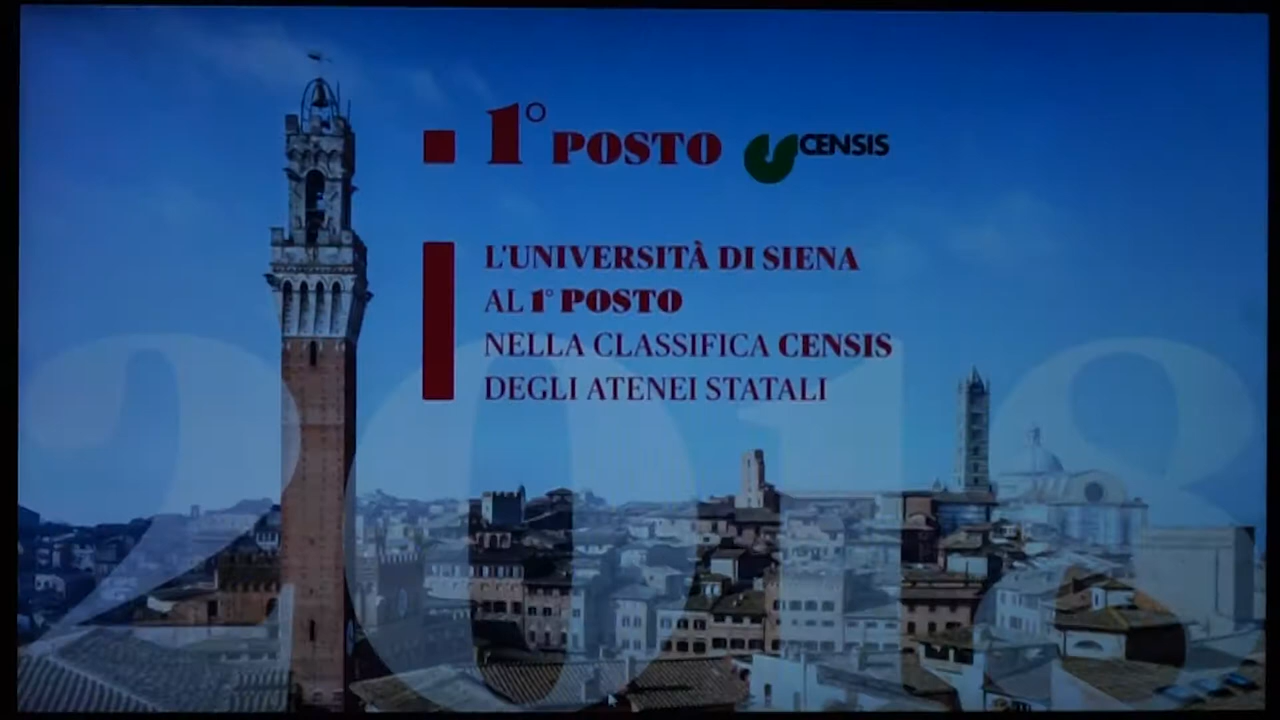 1° POSTO CENSIS
L'UNIVERSITÀ DI SIENA
AL 1° POSTO
NELLA CLASSIFICA CENSIS
DEGLI ATENEI STATALI
2018